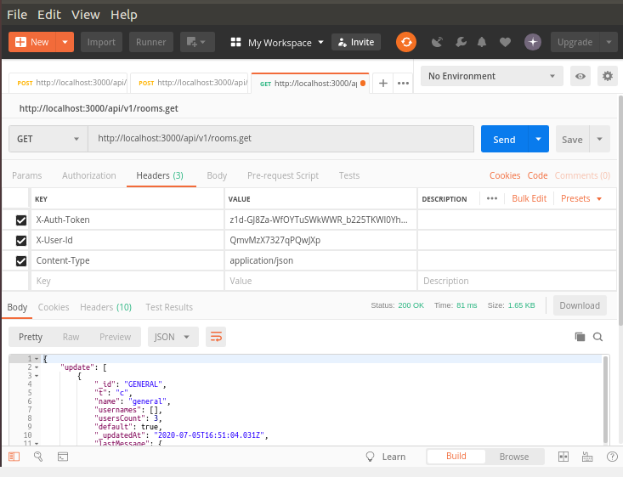 File Edit View Help
New Import Runner My Workspace Invite Upgrade
POST http://localhost:3000/api/ POST http://localhost:3000/api/ GET http://localhost:3000/a + ••• No Environment
http://localhost:3000/api/v1/rooms.get
GET http://localhost:3000/api/v1/rooms.get Send Save
Params Authorization Headers (3) Body Pre-request Script Tests Cookies Code Comments (0)
KEY VALUE DESCRIPTION ••• Bulk Edit Presets
X-Auth-Token z1d-GJ8Za-WfOYTuSWkWWR_b225TKWI0Yh...
X-User-Id QmvMzX7327qPQwJXp
Content-Type application/json
Key Value Description
Body Cookies Headers (10) Test Results Status: 200 OK Time: 81 ms Size: 1.65 KB Download
Pretty Raw Preview JSON
1 {
2 "update": [
3 {
4 "_id": "GENERAL",
5 "t": "c",
6 "name": "general",
7 "usernames": [],
8 "usersCount": 3,
9 "default": true,
10 "_updatedAt": "2020-07-05T16:51:04.031Z",
11 "lastMessage": {
Learn Build Browse